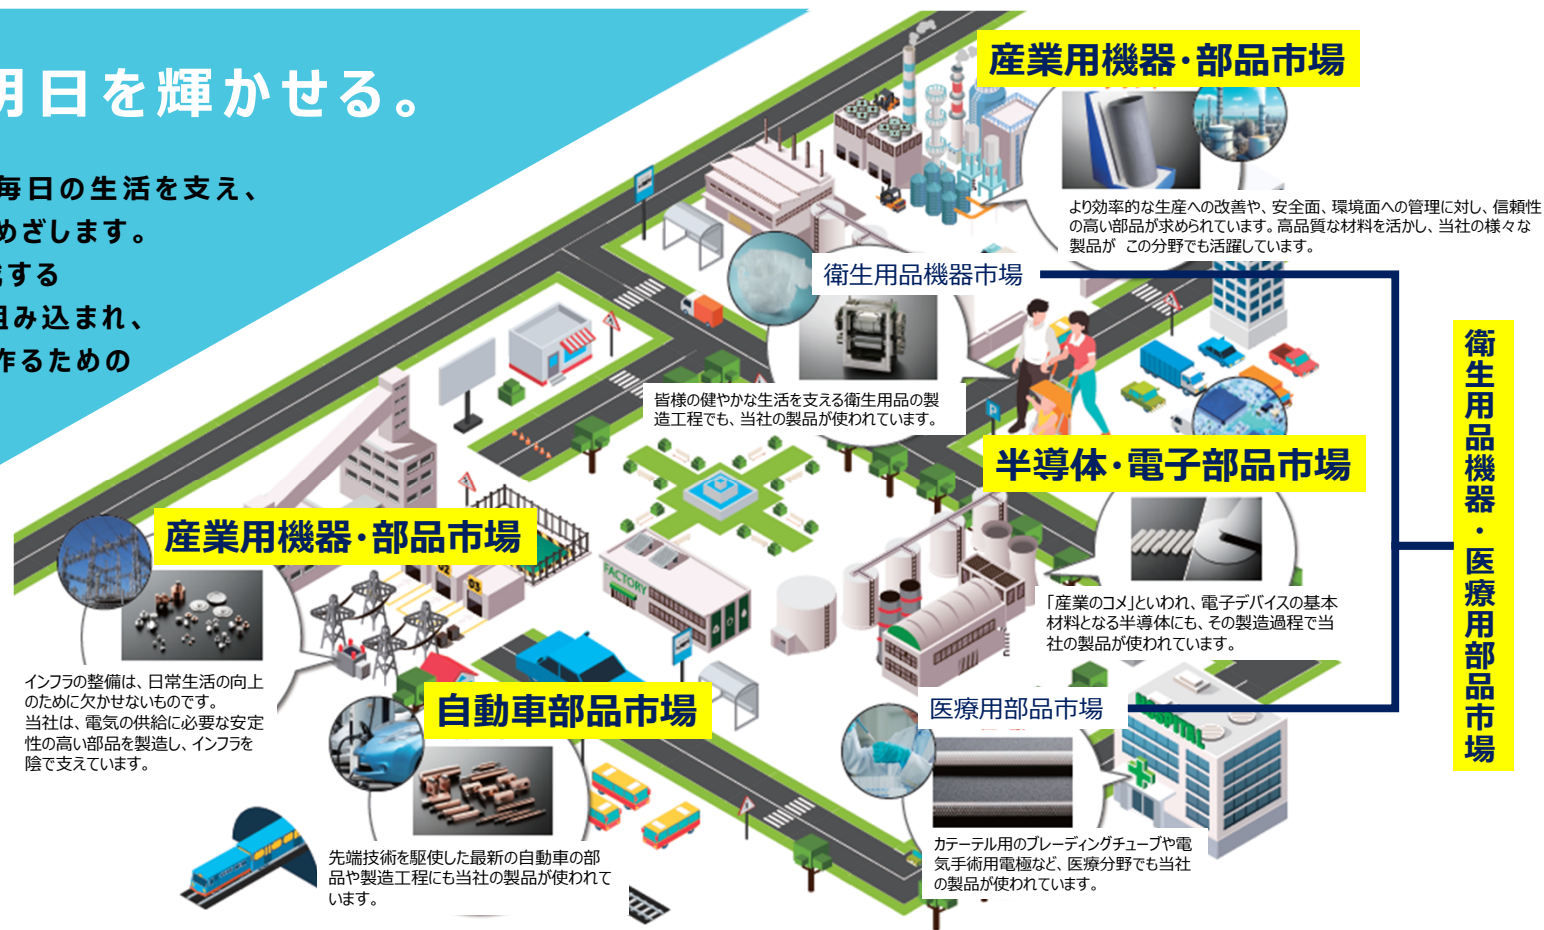 明日を輝かせる。
毎日の生活を支え、
めざします。
する
組み込まれ、
作るための
産業用機器・部品市場
より効率的な生産への改善や、安全面、環境面への管理に対し、信頼性
の高い部品が求められています。高品質な材料を活かし、当社の様々な
製品が この分野でも活躍しています。
衛生用品機器市場
皆様の健やかな生活を支える衛生用品の製
造工程でも、当社の製品が使われています。
半導体・電子部品市場
「産業のコメ」といわれ、電子デバイスの基本
材料となる半導体にも、その製造過程で当
社の製品が使われています。
衛生用品機器・医療用部品市場
産業用機器・部品市場
インフラの整備は、日常生活の向上
のために欠かせないものです。
当社は、電気の供給に必要な安定
性の高い部品を製造し、インフラを
陰で支えています。
自動車部品市場
先端技術を駆使した最新の自動車の部
品や製造工程にも当社の製品が使われて
います。
医療用部品市場
カテーテル用のブレーディングチューブや電
気手術用電極など、医療分野でも当社
の製品が使われています。
FACTORY
HOSPITAL
02
03
P